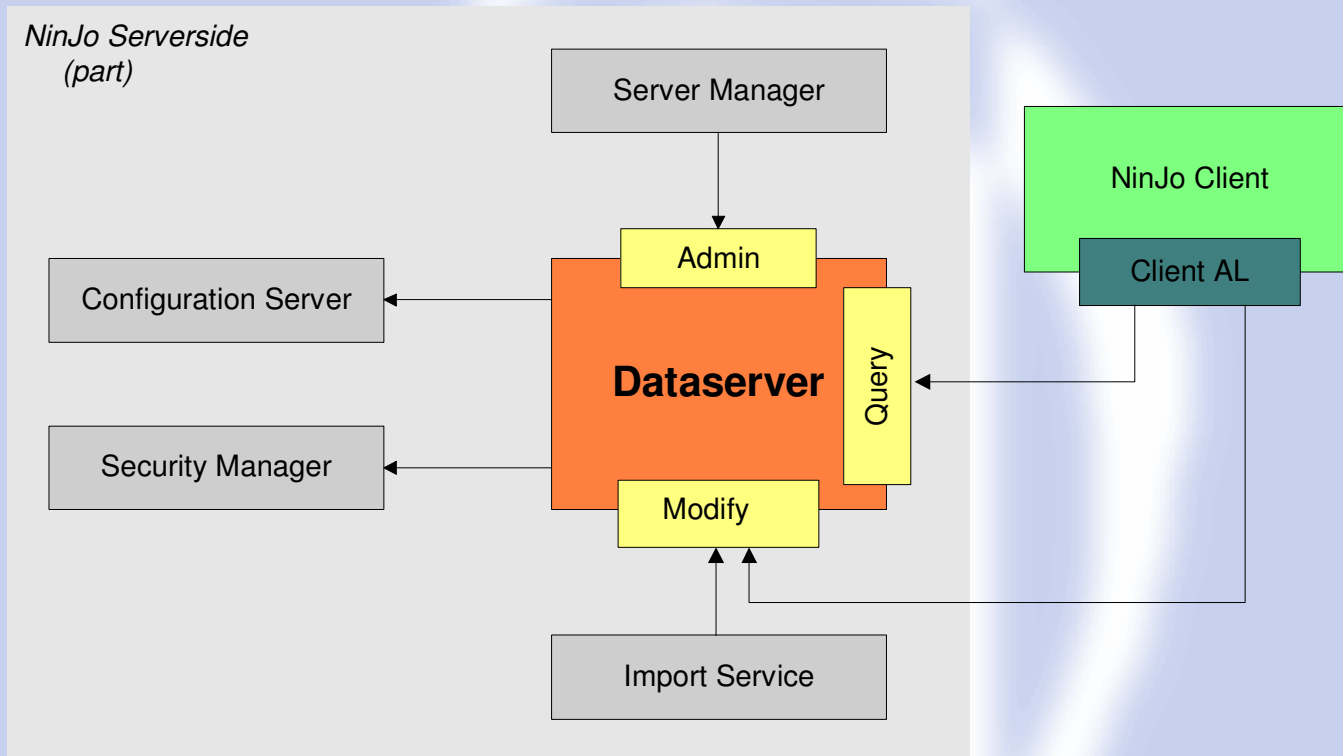 NinJo Serverside
(part)
Server Manager
NinJo Client
Admin
Client AL
Configuration Server
Dataserver
Query
Security Manager
Modify
Import Service